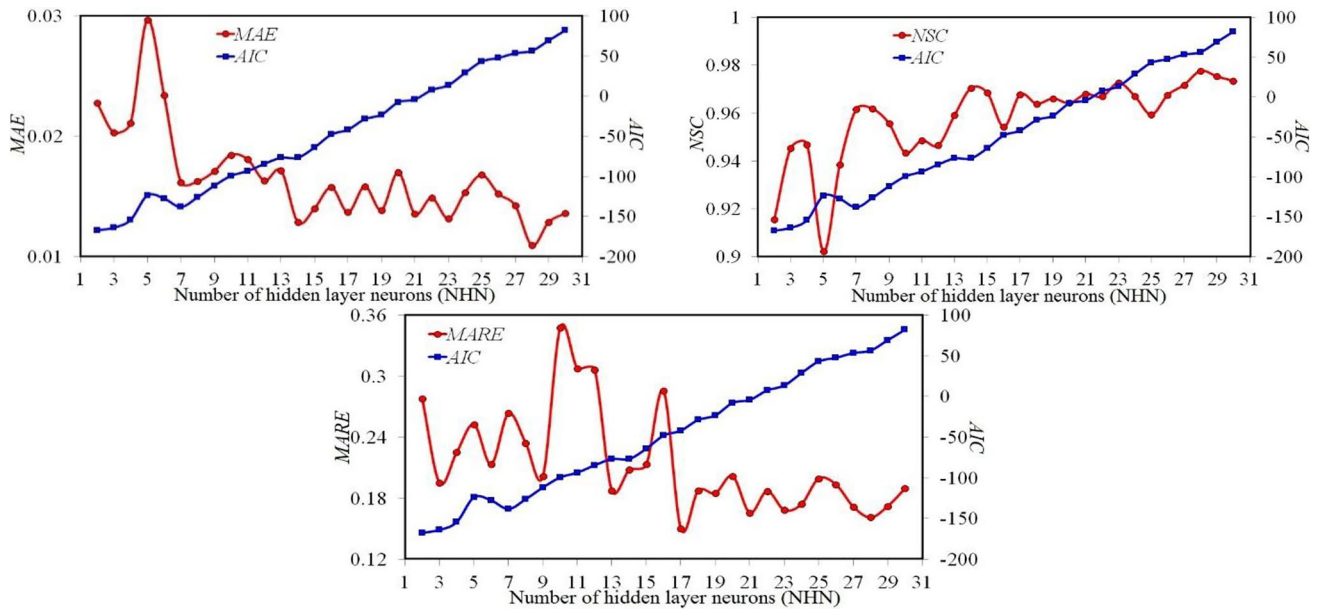 0.03
0.02
0.01
MAE
MAE
AIC
100
50
0
-50
-100
-150
-200
AIC
1 3 5 7 9 11 13 15 17 19 21 23 25 27 29 31
Number of hidden layer neurons (NHN)
1
0.98
0.96
0.94
0.92
0.9
NSC
NSC
AIC
100
50
0
-50
-100
-150
-200
AIC
1 3 5 7 9 11 13 15 17 19 21 23 25 27 29 31
Number of hidden layer neurons (NHN)
0.36
0.3
0.24
0.18
0.12
MARE
MARE
AIC
100
50
0
-50
-100
-150
-200
AIC
1 3 5 7 9 11 13 15 17 19 21 23 25 27 29 31
Number of hidden layer neurons (NHN)